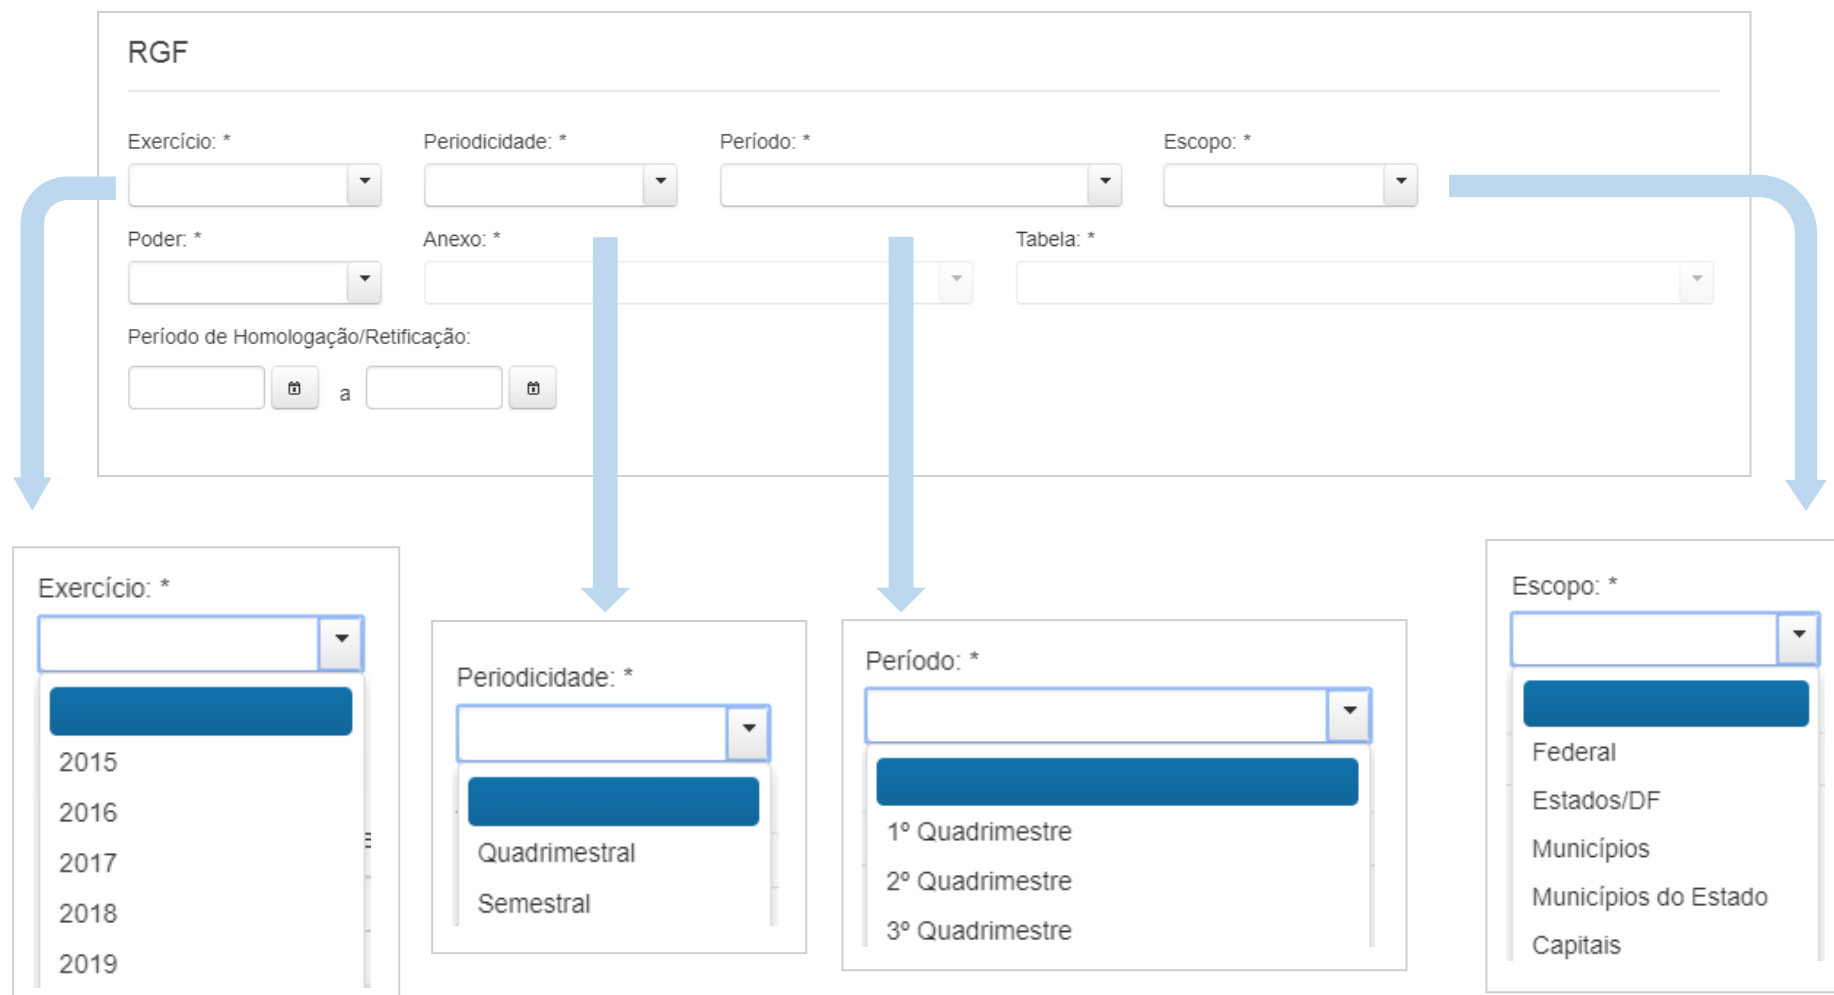 RGF
Exercício: * Periodicidade: * Período: * Escopo: *
Poder: * Anexo: * Tabela: *
Período de Homologação/Retificação:
a
Exercício: *
2015
2016
2017
2018
2019
Periodicidade: *
Quadrimestral
Semestral
Período: *
1º Quadrimestre
2º Quadrimestre
3º Quadrimestre
Escopo: *
Federal
Estados/DF
Municípios
Municípios do Estado
Capitais